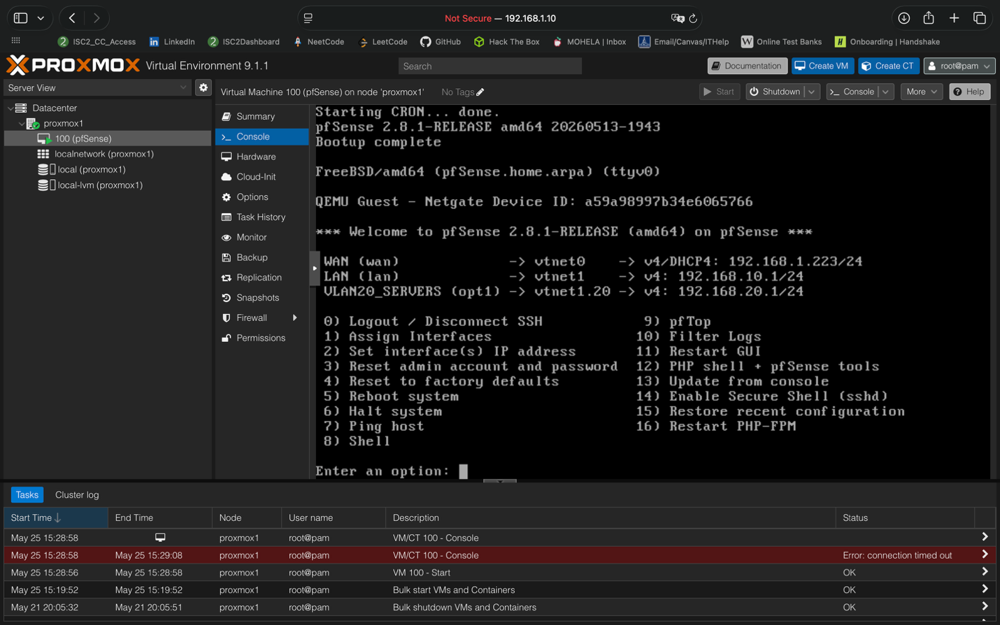 Not Secure — 192.168.1.10
ISC2_CC_Access LinkedIn ISC2Dashboard NeetCode LeetCode GitHub Hack The Box MOHELA | Inbox Email/Canvas/ITHelp Online Test Banks Onboarding | Handshake
PROXMOX Virtual Environment 9.1.1 Search Documentation Create VM Create CT root@pam
Server View
Virtual Machine 100 (pfSense) on node 'proxmox1' No Tags Start Shutdown Console More Help
Datacenter
proxmox1
100 (pfSense)
localnetwork (proxmox1)
local (proxmox1)
local-lvm (proxmox1)
Summary
Console
Hardware
Cloud-Init
Options
Task History
Monitor
Backup
Replication
Snapshots
Firewall
Permissions
Starting CRON... done.
pfSense 2.8.1-RELEASE amd64 20260513-1943
Bootup complete
FreeBSD/amd64 (pfSense.home.arpa) (ttyv0)
QEMU Guest - Netgate Device ID: a59a98997b34e6065766
*** Welcome to pfSense 2.8.1-RELEASE (amd64) on pfSense ***
WAN (wan) -> vtnet0 -> v4/DHCP4: 192.168.1.223/24
LAN (lan) -> vtnet1 -> v4: 192.168.10.1/24
VLAN20_SERVERS (opt1) -> vtnet1.20 -> v4: 192.168.20.1/24
0) Logout / Disconnect SSH 9) pfTop
1) Assign Interfaces 10) Filter Logs
2) Set interface(s) IP address 11) Restart GUI
3) Reset admin account and password 12) PHP shell + pfSense tools
4) Reset to factory defaults 13) Update from console
5) Reboot system 14) Enable Secure Shell (sshd)
6) Halt system 15) Restore recent configuration
7) Ping host 16) Restart PHP-FPM
8) Shell
Enter an option:
Tasks Cluster log
Start Time End Time Node User name Description Status
May 25 15:28:58 proxmox1 root@pam VM/CT 100 - Console
May 25 15:28:58 May 25 15:29:08 proxmox1 root@pam VM/CT 100 - Console Error: connection timed out
May 25 15:28:56 May 25 15:28:58 proxmox1 root@pam VM 100 - Start OK
May 25 15:19:52 May 25 15:19:52 proxmox1 root@pam Bulk start VMs and Containers OK
May 21 20:05:32 May 21 20:05:51 proxmox1 root@pam Bulk shutdown VMs and Containers OK